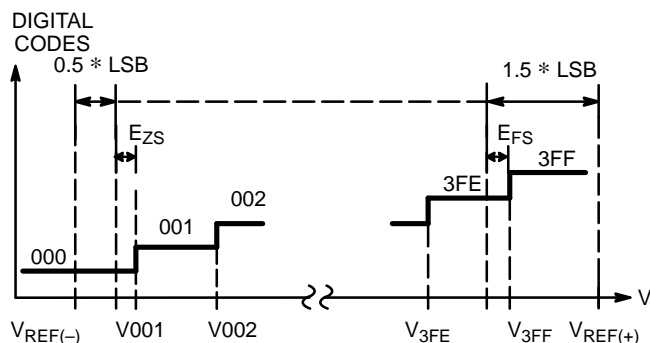 DIGITAL
CODES
0.5 * LSB
1.5 * LSB
EZS
EFS
3FF
3FE
002
001
000
V
VREF(–)
V001
V002
V3FE
V3FF
VREF(+)